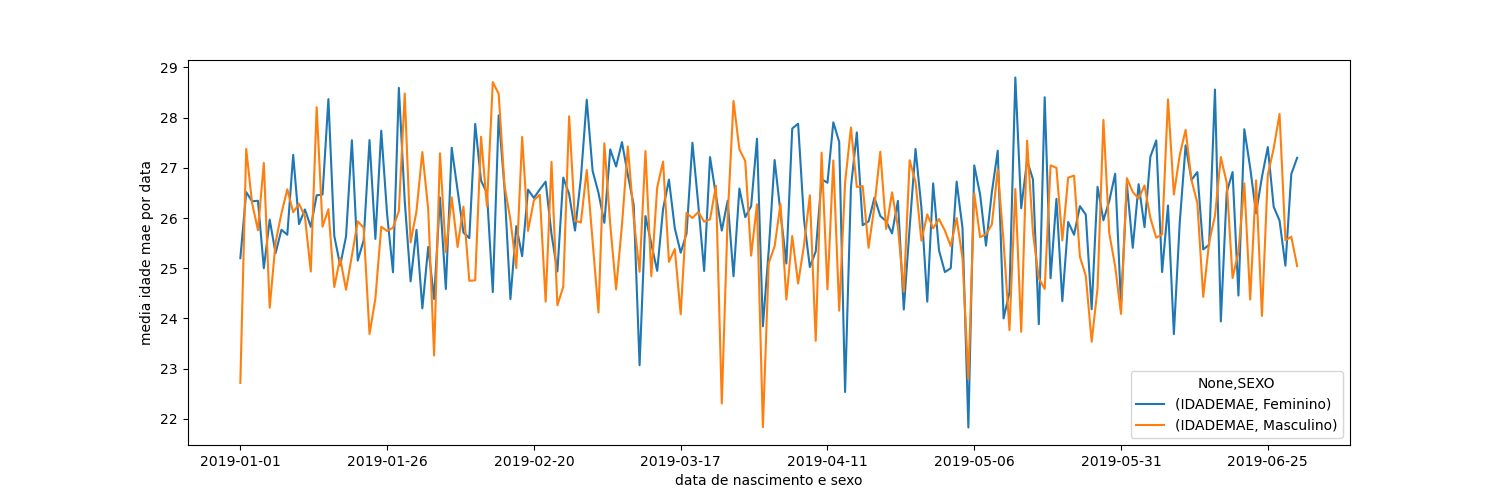 29
28
27
26
25
24
23
22
media idade mae por data
None,SEXO
(IDADEMAE, Feminino)
(IDADEMAE, Masculino)
2019-01-01 2019-01-26 2019-02-20 2019-03-17 2019-04-11 2019-05-06 2019-05-31 2019-06-25
data de nascimento e sexo